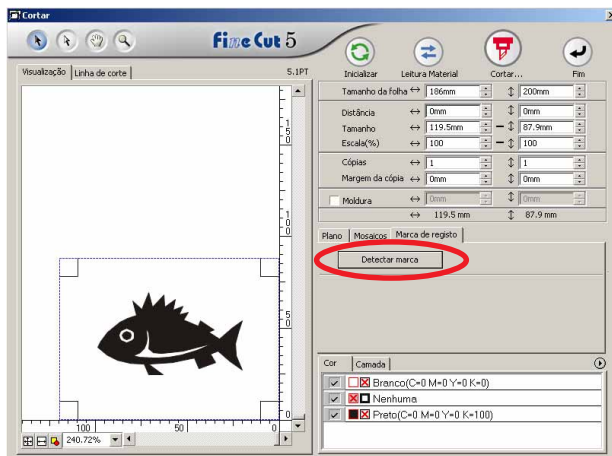 Cortar
FineCut 5
Inicializar
Leitura Material
Cortar...
Fim
Visualização
Linha de corte
5.1PT
Tamanho da folha
186mm
200mm
Distância
0mm
0mm
Tamanho
119.5mm
87.9mm
Escala(%)
100
100
Cópias
1
1
Margem da cópia
0mm
0mm
Moldura
0mm
0mm
119.5 mm
87.9 mm
Plano
Mosaicos
Marca de registo
Detectar marca
150
100
50
0
100
50
0
240.72%
Cor
Camada
Branco(C=0 M=0 Y=0 K=0)
Nenhuma
Preto(C=0 M=0 Y=0 K=100)